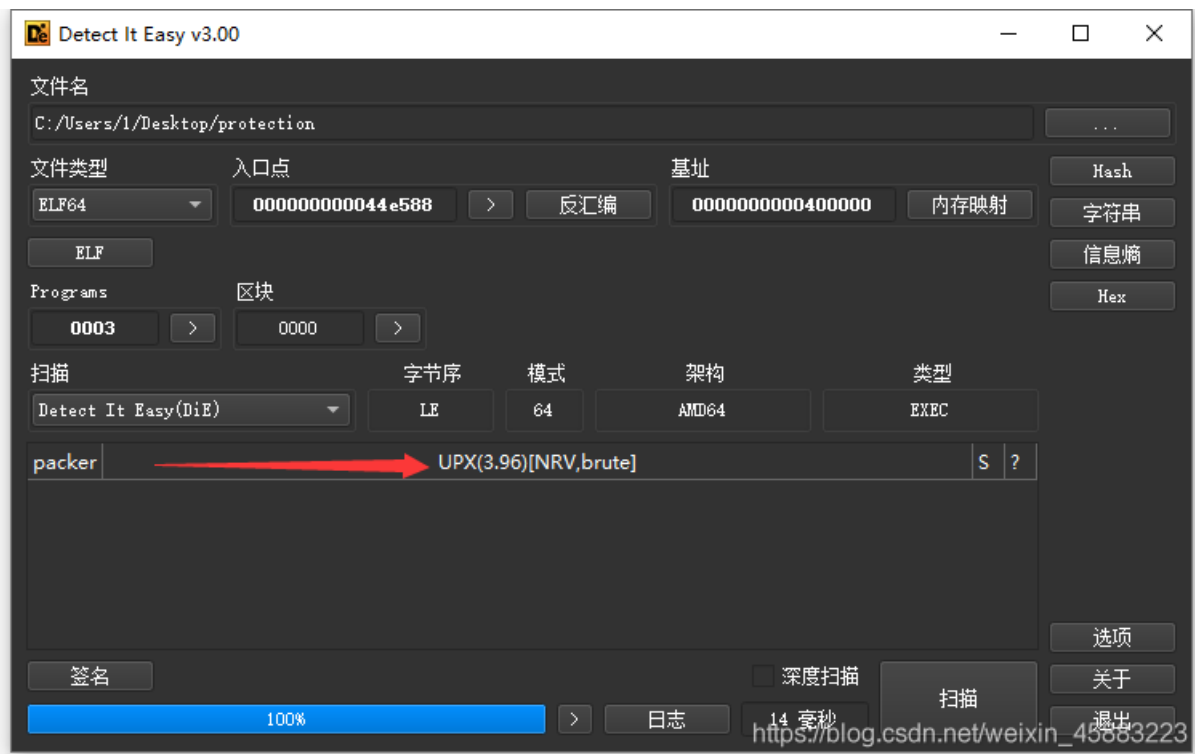 Detect It Easy v3.00
文件名
C:/Users/1/Desktop/protection
...
文件类型 入口点 基址
Hash
ELF64 000000000044e588 > 反汇编 0000000000400000 内存映射
字符串
ELF
信息熵
Programs 区块
Hex
0003 > 0000 >
扫描 字节序 模式 架构 类型
Detect It Easy(DiE) LE 64 AMD64 EXEC
packer UPX(3.96)[NRV,brute] S ?
选项
签名 深度扫描 扫描
关于
100% > 日志 14 毫秒
退出
https://blog.csdn.net/weixin_45883223